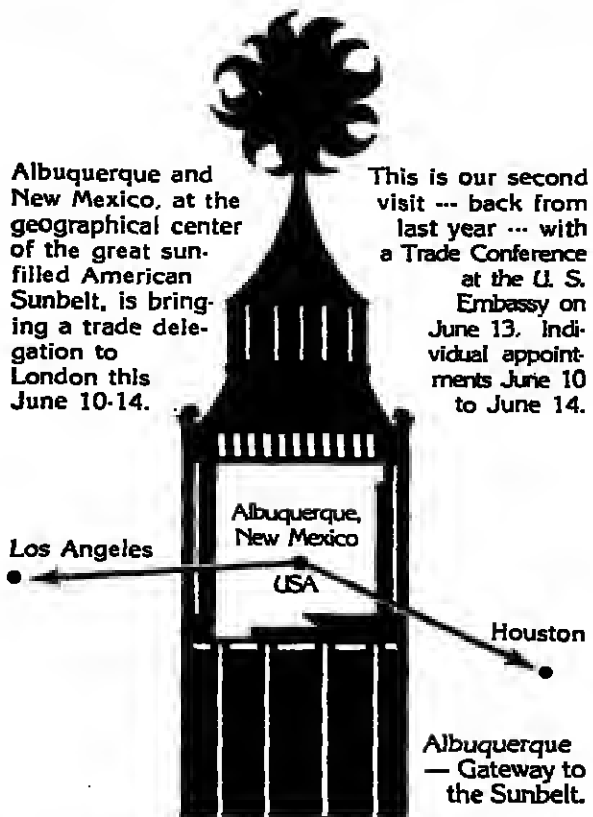 Albuquerque and
New Mexico, at the
geographical center
of the great sun-
filled American
Sunbelt, is bring-
ing a trade dele-
gation to
London this
June 10-14.
This is our second
visit --- back from
last year --- with
a Trade Conference
at the U. S.
Embassy on
June 13. Indi-
vidual appoint-
ments June 10
to June 14.
Albuquerque,
New Mexico
USA
Los Angeles
Houston
Albuquerque
— Gateway to
the Sunbelt.